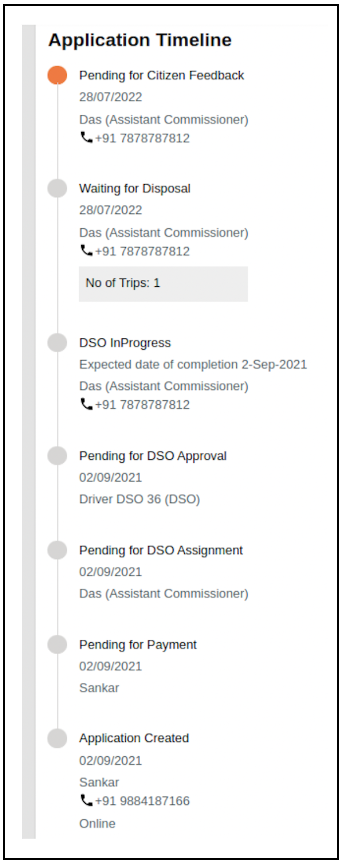 Application Timeline
Pending for Citizen Feedback
28/07/2022
Das (Assistant Commissioner)
+91 7878787812
Waiting for Disposal
28/07/2022
Das (Assistant Commissioner)
+91 7878787812
No of Trips: 1
DSO InProgress
Expected date of completion 2-Sep-2021
Das (Assistant Commissioner)
+91 7878787812
Pending for DSO Approval
02/09/2021
Driver DSO 36 (DSO)
Pending for DSO Assignment
02/09/2021
Das (Assistant Commissioner)
Pending for Payment
02/09/2021
Sankar
Application Created
02/09/2021
Sankar
+91 9884187166
Online